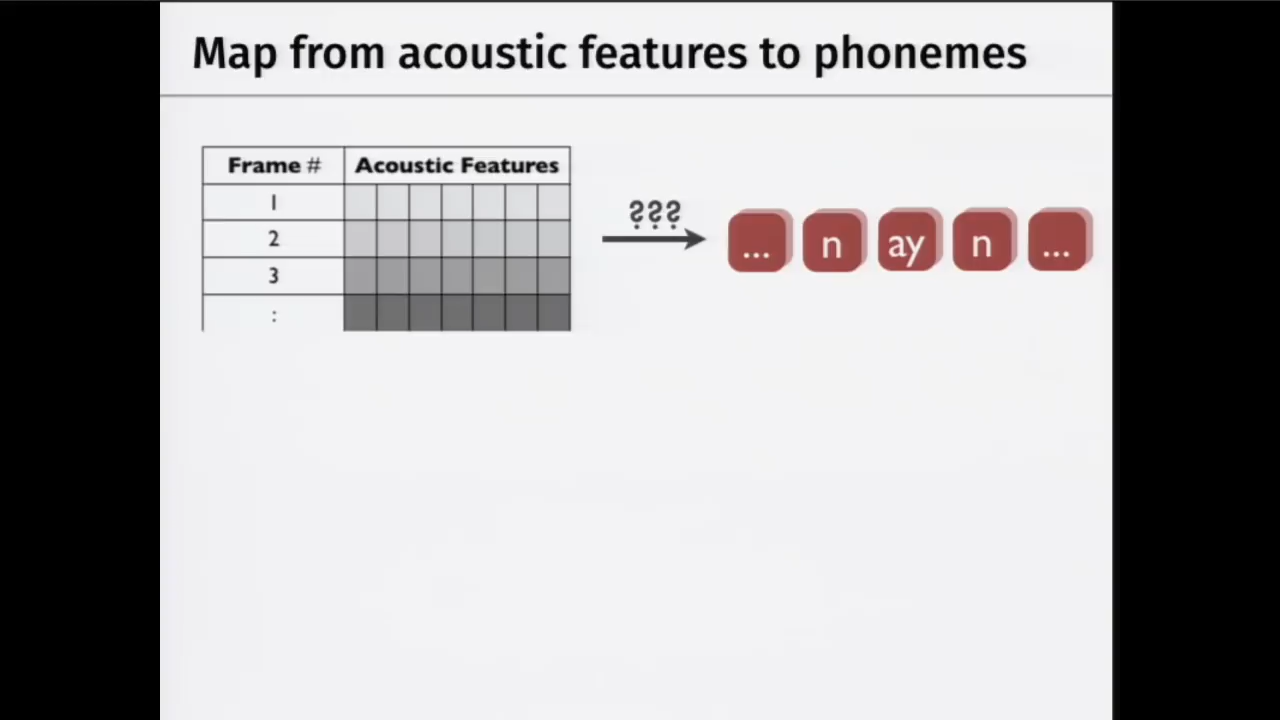 Map from acoustic features to phonemes
Frame # Acoustic Features
1
2
3
:
???
... n ay n ...